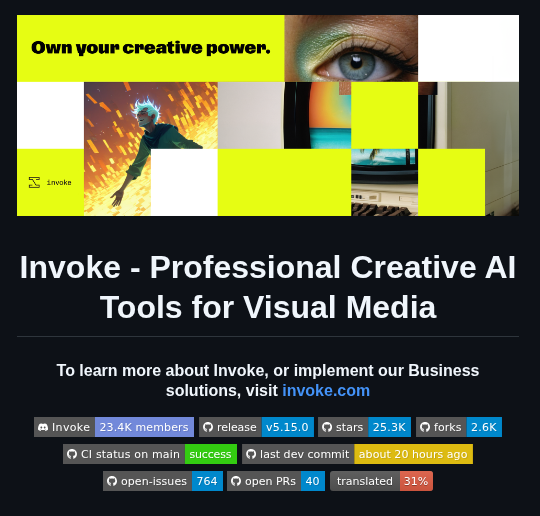 Own your creative power.
invoke
Invoke - Professional Creative AI
Tools for Visual Media
To learn more about Invoke, or implement our Business
solutions, visit invoke.com
Invoke 23.4K members release v5.15.0 stars 25.3K forks 2.6K
CI status on main success last dev commit about 20 hours ago
open-issues 764 open PRs 40 translated 31%